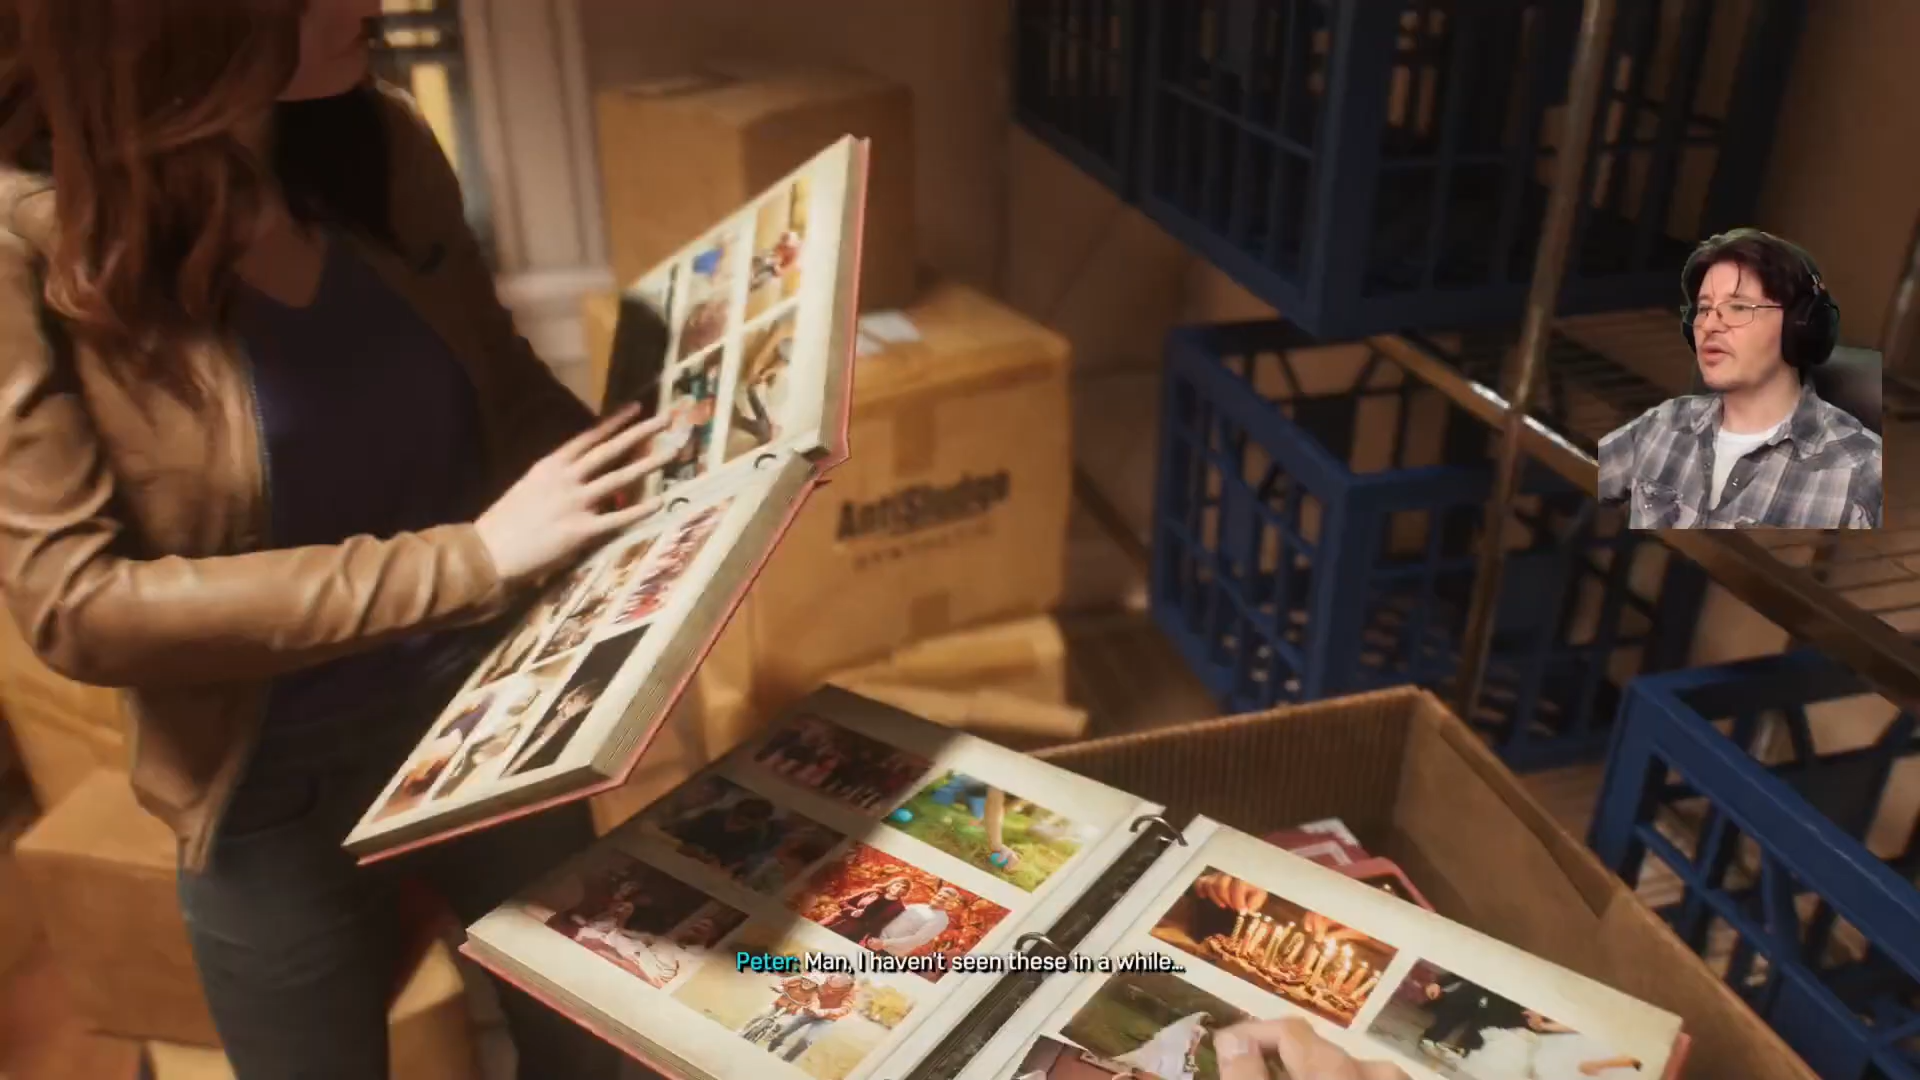 AntiSludge
Peter: Man, I haven't seen these in a while...